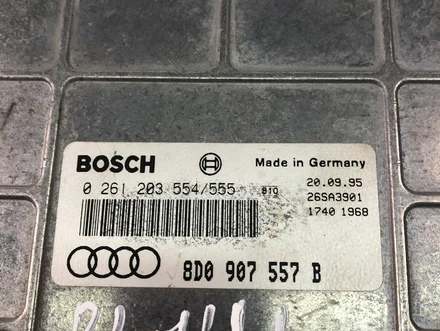 BOSCH Made in Germany
0 261 203 554/555 810 20.09.95
26SA3901
1740 1968
8D0 907 557 B